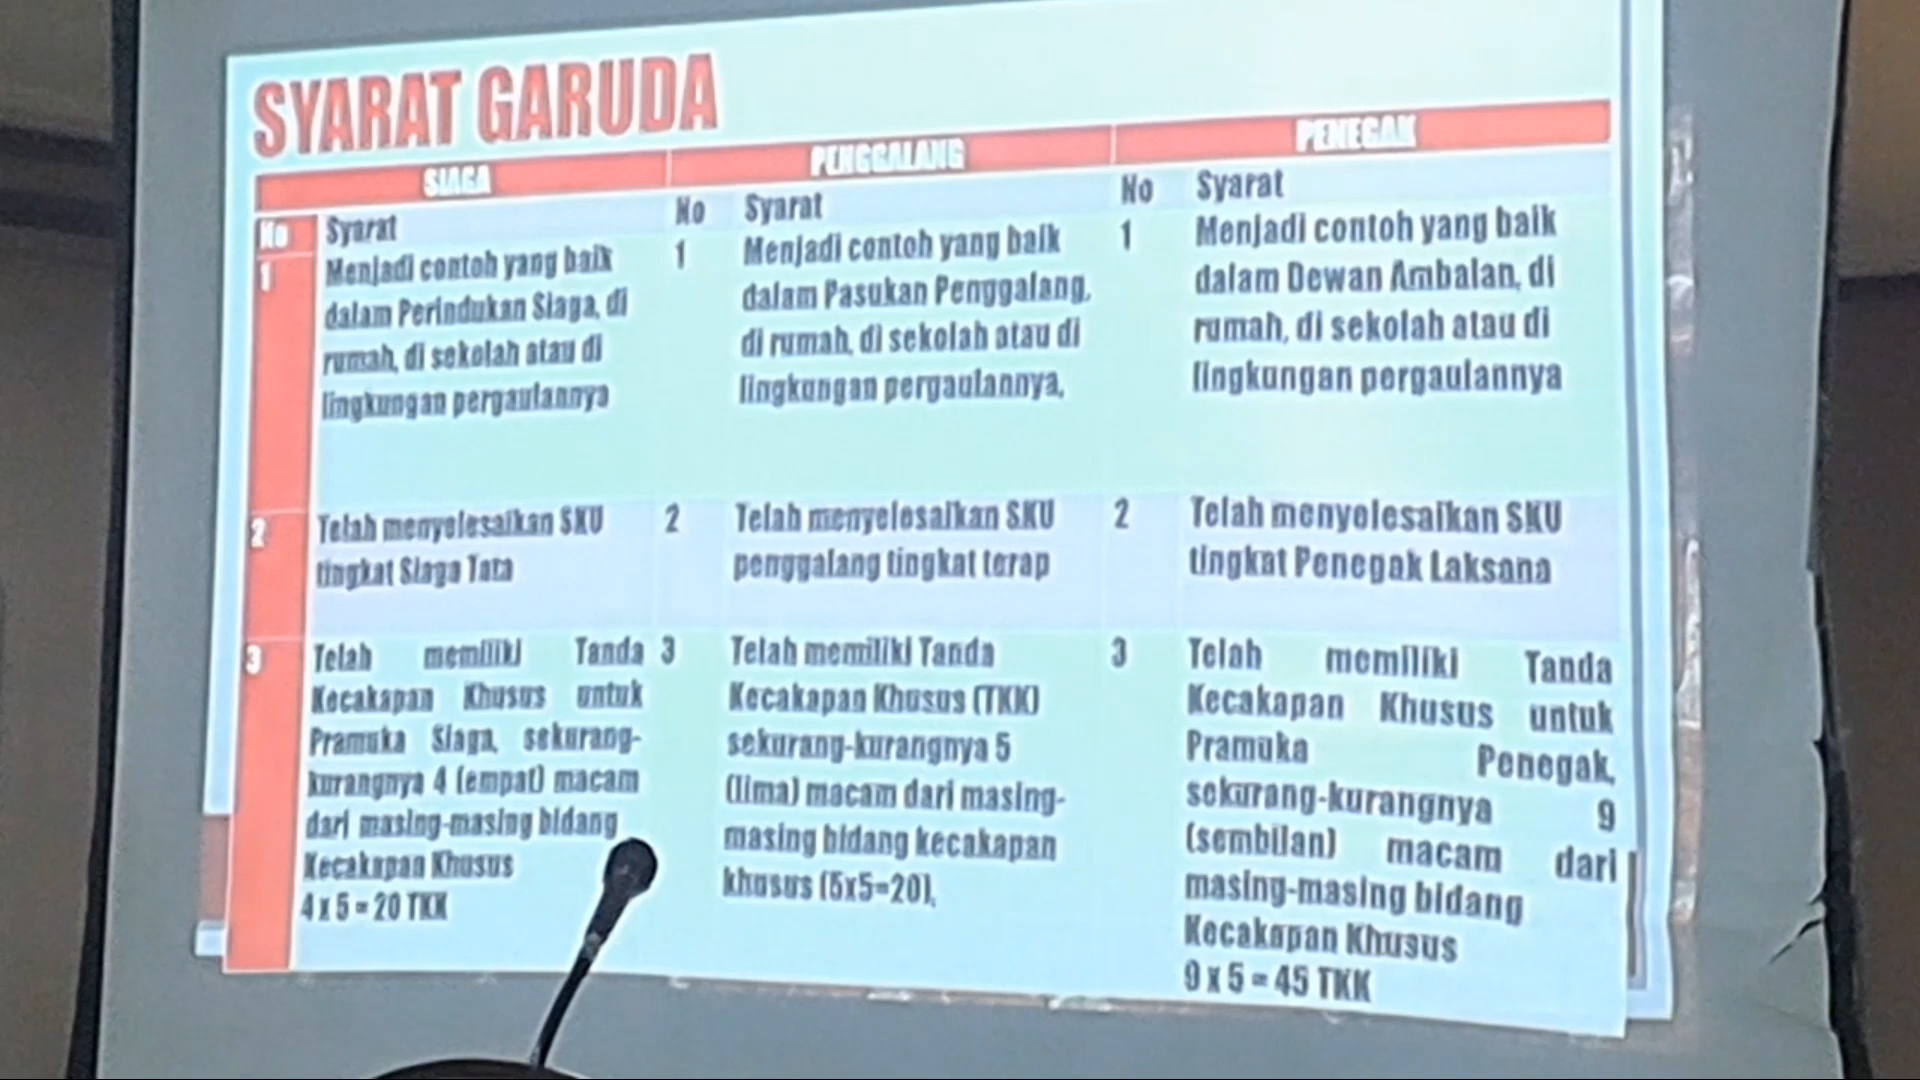 SYARAT GARUDA
SIAGA
No Syarat
1 Menjadi contoh yang baik
dalam Perindukan Siaga, di
rumah, di sekolah atau di
lingkungan pergaulannya
2 Telah menyelesaikan SKU
tingkat Siaga Tata
3 Telah memiliki Tanda
Kecakapan Khusus untuk
Pramuka Siaga, sekurang-
kurangnya 4 (empat) macam
dari masing-masing bidang
Kecakapan Khusus
4 x 5 = 20 TKK
PENGGALANG
No Syarat
1 Menjadi contoh yang baik
dalam Pasukan Penggalang,
di rumah, di sekolah atau di
lingkungan pergaulannya,
2 Telah menyelesaikan SKU
penggalang tingkat terap
3 Telah memiliki Tanda
Kecakapan Khusus (TKK)
sekurang-kurangnya 5
(lima) macam dari masing-
masing bidang kecakapan
khusus (5x5=20),
PENEGAK
No Syarat
1 Menjadi contoh yang baik
dalam Dewan Ambalan, di
rumah, di sekolah atau di
lingkungan pergaulannya
2 Telah menyelesaikan SKU
tingkat Penegak Laksana
3 Telah memiliki Tanda
Kecakapan Khusus untuk
Pramuka Penegak,
sekurang-kurangnya 9
(sembilan) macam dari
masing-masing bidang
Kecakapan Khusus
9 x 5 = 45 TKK